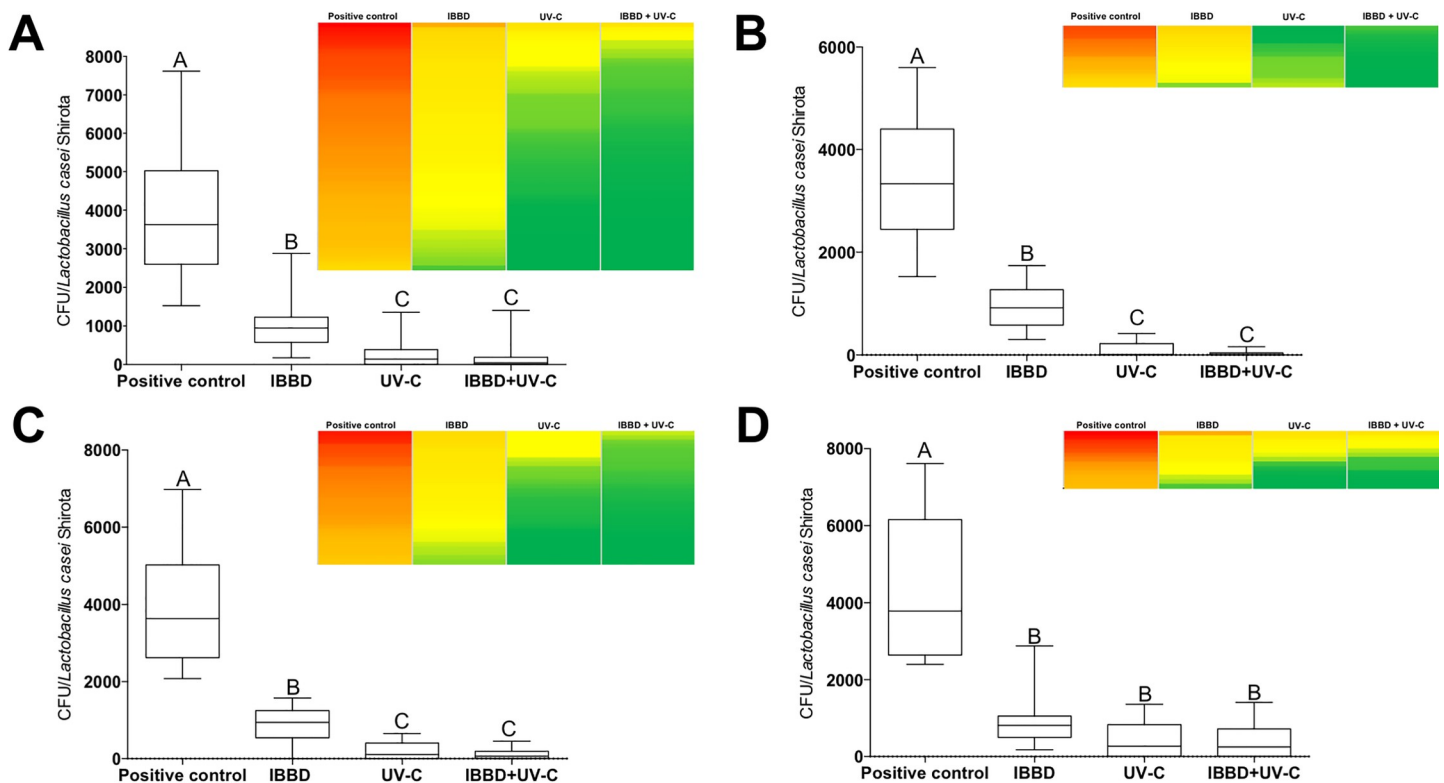 A
Positive control IBBD UV-C IBBD + UV-C
CFU/Lactobacillus casei Shirota
8000
7000
6000
5000
4000
3000
2000
1000
0
A
B
C
C
Positive control IBBD UV-C IBBD+UV-C
B
Positive control IBBD UV-C IBBD + UV-C
CFU/Lactobacillus casei Shirota
6000
4000
2000
0
A
B
C
C
Positive control IBBD UV-C IBBD+UV-C
C
Positive control IBBD UV-C IBBD + UV-C
CFU/Lactobacillus casei Shirota
8000
6000
4000
2000
0
A
B
C
C
Positive control IBBD UV-C IBBD+UV-C
D
Positive control IBBD UV-C IBBD + UV-C
CFU/Lactobacillus casei Shirota
8000
6000
4000
2000
0
A
B
B
B
Positive control IBBD UV-C IBBD+UV-C